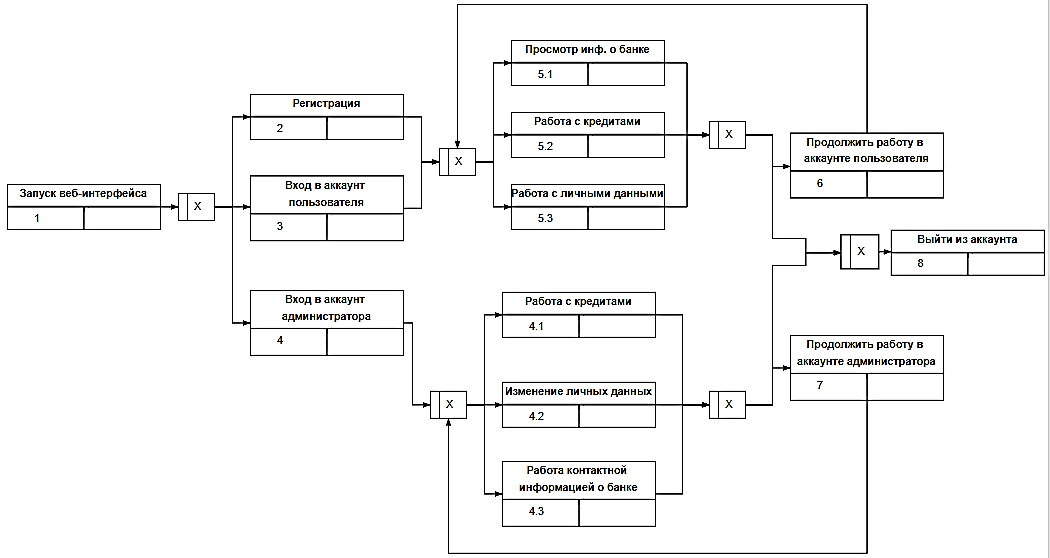 Запуск веб-интерфейса
1
X
Регистрация
2
Вход в аккаунт
пользователя
3
Вход в аккаунт
администратора
4
X
Просмотр инф. о банке
5.1
Работа с кредитами
5.2
Работа с личными данными
5.3
X
Продолжить работу в
аккаунте пользователя
6
X
Выйти из аккаунта
8
X
Работа с кредитами
4.1
Изменение личных данных
4.2
Работа контактной
информацией о банке
4.3
X
Продолжить работу в
аккаунте администратора
7